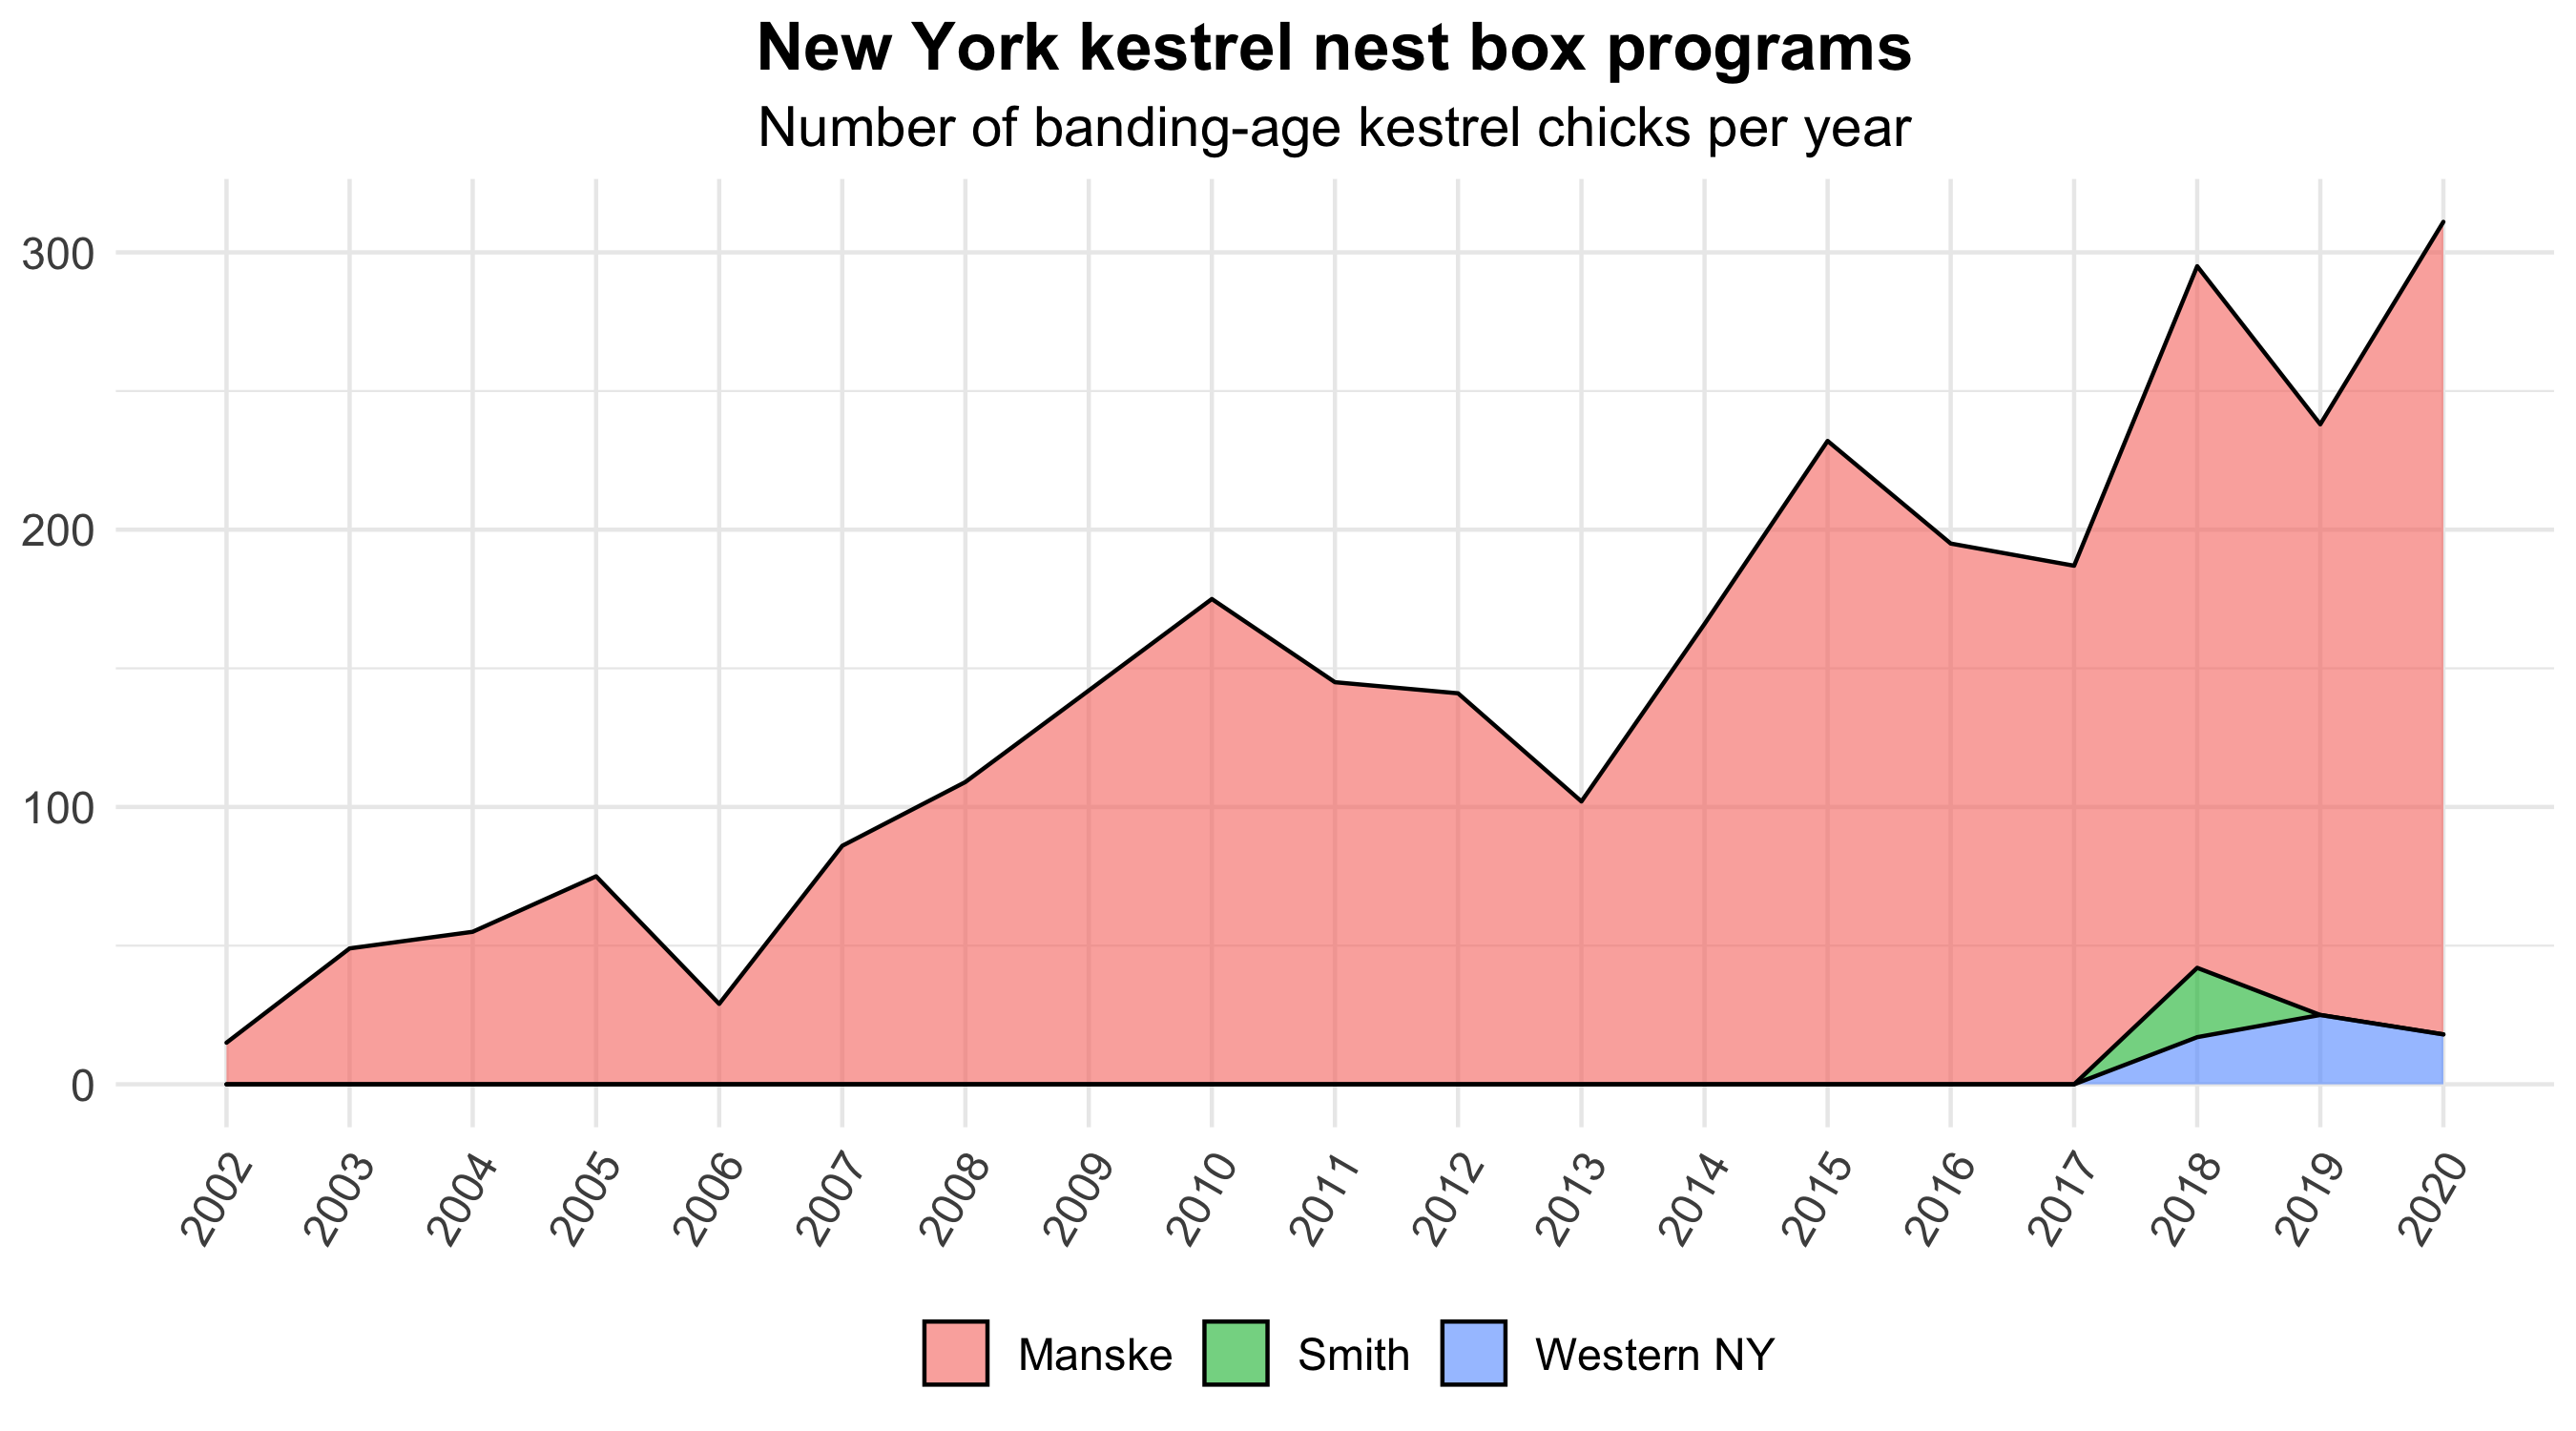 New York kestrel nest box programs
Number of banding-age kestrel chicks per year
300
200
100
0
2002 2003 2004 2005 2006 2007 2008 2009 2010 2011 2012 2013 2014 2015 2016 2017 2018 2019 2020
Manske Smith Western NY